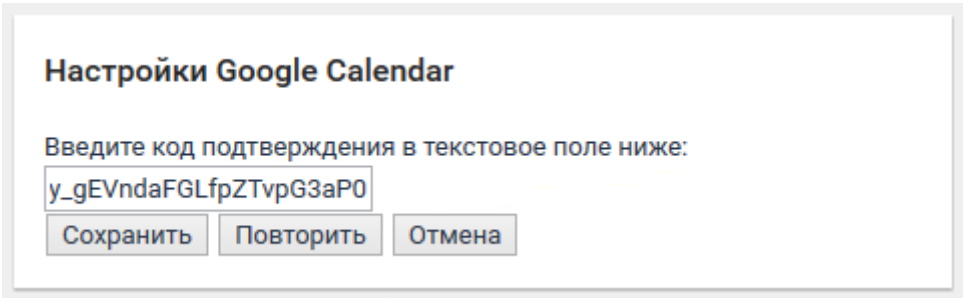 Настройки Google Calendar
Введите код подтверждения в текстовое поле ниже:
y_gEVndaFGLfpZTvpG3aP0
Сохранить Повторить Отмена